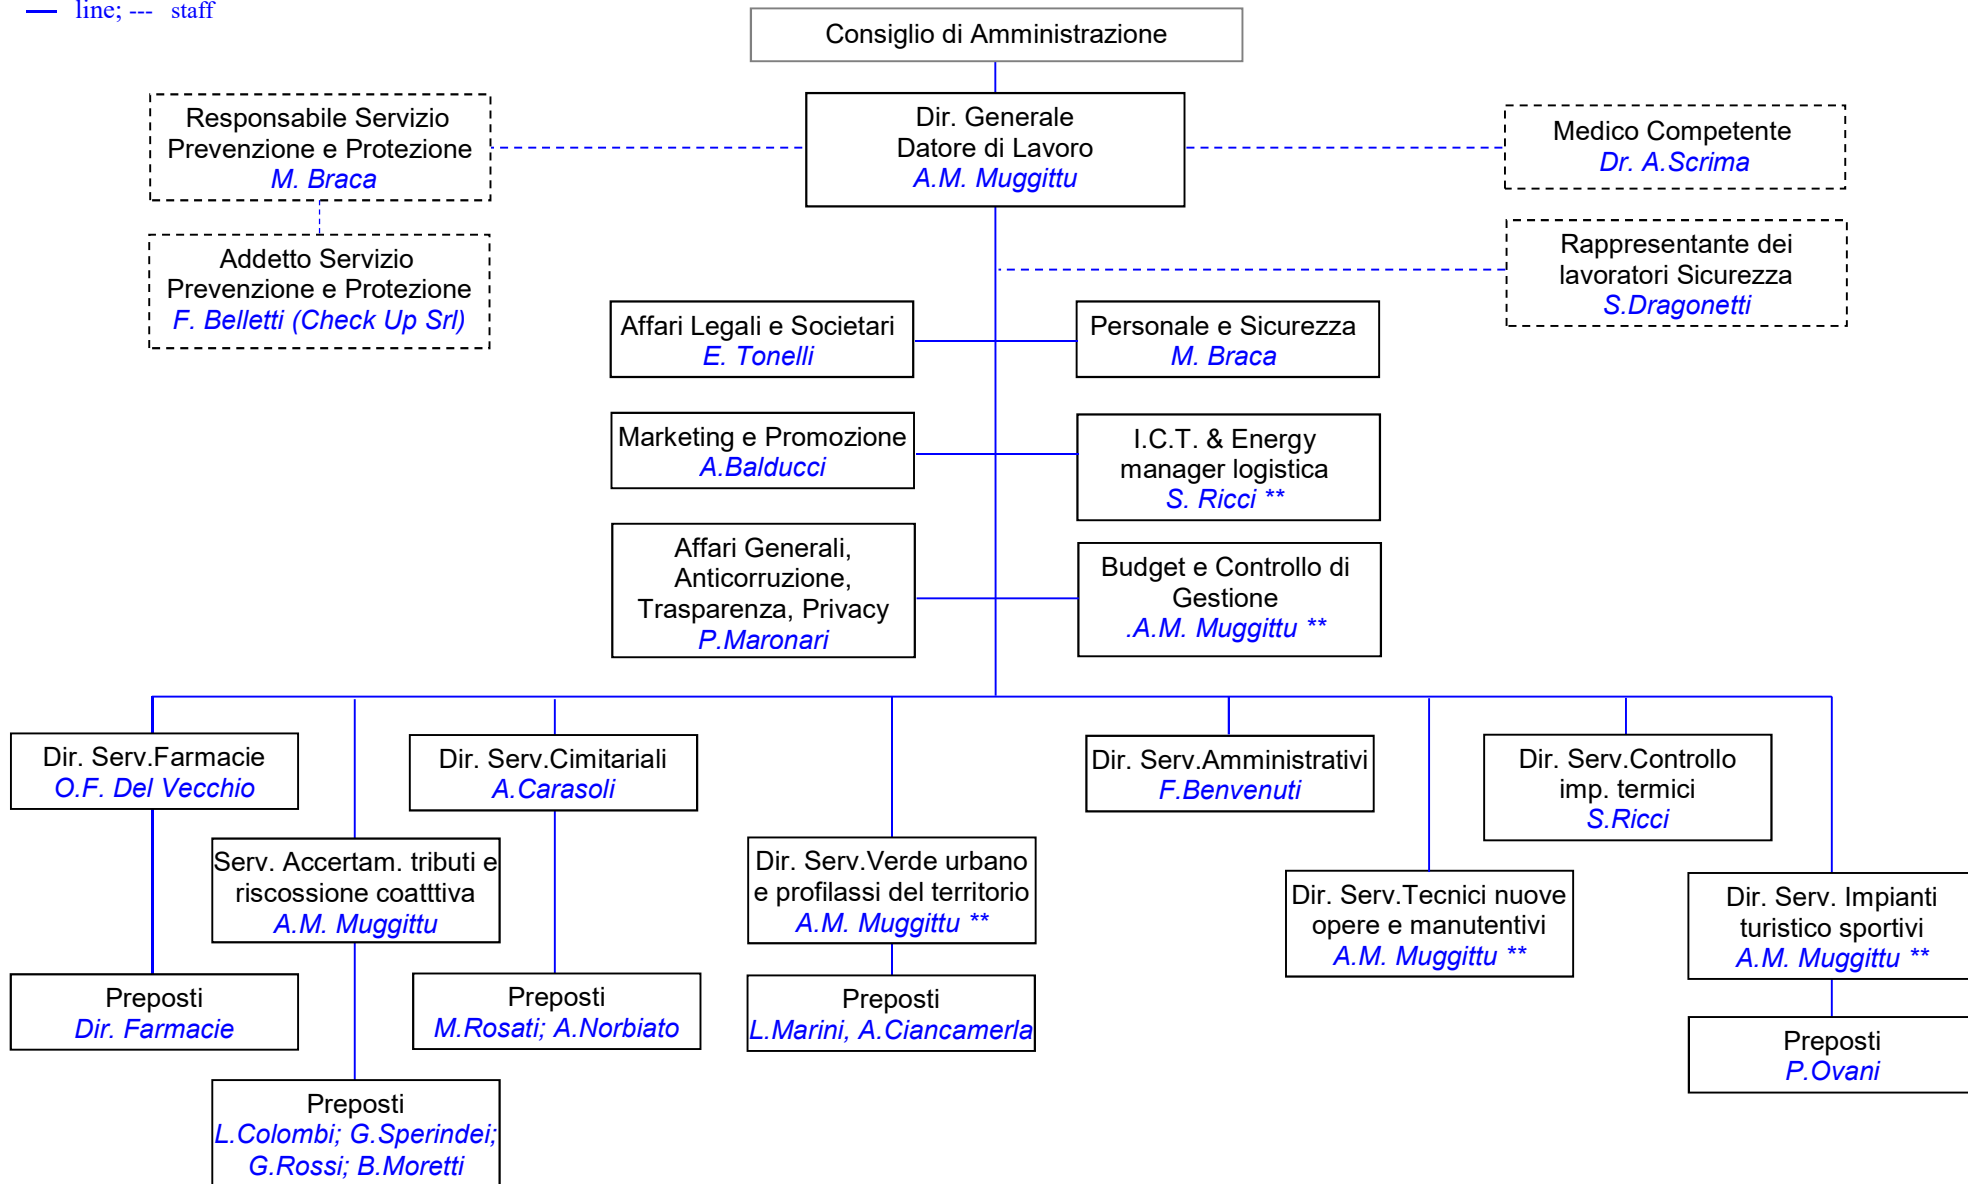 — line; --- staff
Consiglio di Amministrazione
Responsabile Servizio
Prevenzione e Protezione
M. Braca
Dir. Generale
Datore di Lavoro
A.M. Muggittu
Medico Competente
Dr. A.Scrima
Addetto Servizio
Prevenzione e Protezione
F. Belletti (Check Up Srl)
Rappresentante dei
lavoratori Sicurezza
S.Dragonetti
Affari Legali e Societari
E. Tonelli
Personale e Sicurezza
M. Braca
Marketing e Promozione
A.Balducci
I.C.T. & Energy
manager logistica
S. Ricci **
Affari Generali,
Anticorruzione,
Trasparenza, Privacy
P.Maronari
Budget e Controllo di
Gestione
.A.M. Muggittu **
Dir. Serv.Farmacie
O.F. Del Vecchio
Dir. Serv.Cimitariali
A.Carasoli
Dir. Serv.Amministrativi
F.Benvenuti
Dir. Serv.Controllo
imp. termici
S.Ricci
Serv. Accertam. tributi e
riscossione coatttiva
A.M. Muggittu
Dir. Serv.Verde urbano
e profilassi del territorio
A.M. Muggittu **
Dir. Serv.Tecnici nuove
opere e manutentivi
A.M. Muggittu **
Dir. Serv. Impianti
turistico sportivi
A.M. Muggittu **
Preposti
Dir. Farmacie
Preposti
M.Rosati; A.Norbiato
Preposti
L.Marini, A.Ciancamerla
Preposti
P.Ovani
Preposti
L.Colombi; G.Sperindei;
G.Rossi; B.Moretti